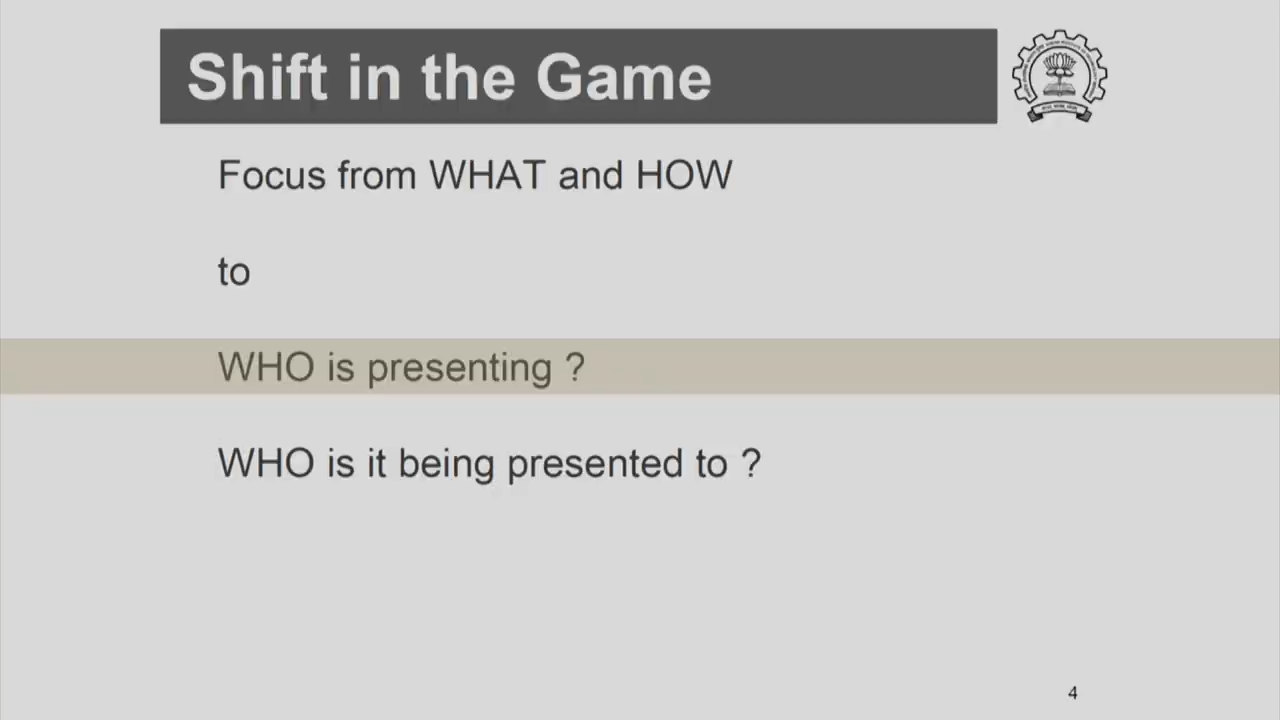 Shift in the Game
Focus from WHAT and HOW
to
WHO is presenting ?
WHO is it being presented to ?
4